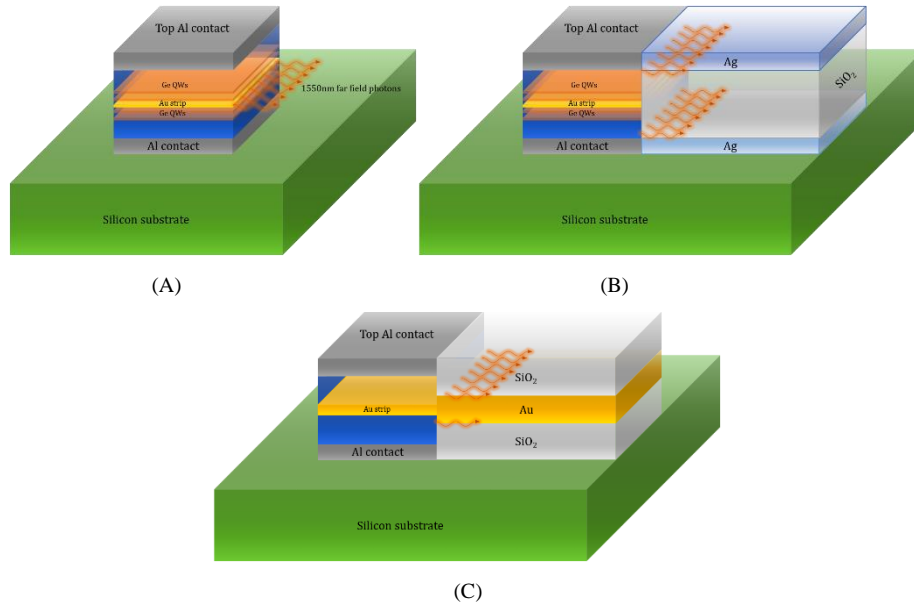 Top Al contact
Ge QWs
Au strip
Ge QWs
Al contact
1550nm far field photons
Silicon substrate
(A)
Top Al contact
Ag
Ge QWs
Au strip
Ge QWs
SiO2
Al contact
Ag
Silicon substrate
(B)
Top Al contact
SiO2
Au strip
Au
SiO2
Al contact
Silicon substrate
(C)